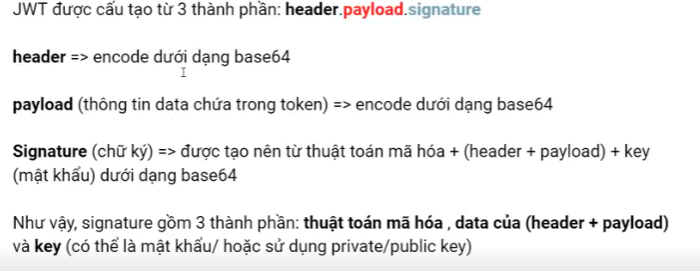 JWT được cấu tạo từ 3 thành phần: header.payload.signature
header => encode dưới dạng base64
payload (thông tin data chứa trong token) => encode dưới dạng base64
Signature (chữ ký) => được tạo nên từ thuật toán mã hóa + (header + payload) + key
(mật khẩu) dưới dạng base64
Như vậy, signature gồm 3 thành phần: thuật toán mã hóa , data của (header + payload)
và key (có thể là mật khẩu/ hoặc sử dụng private/public key)